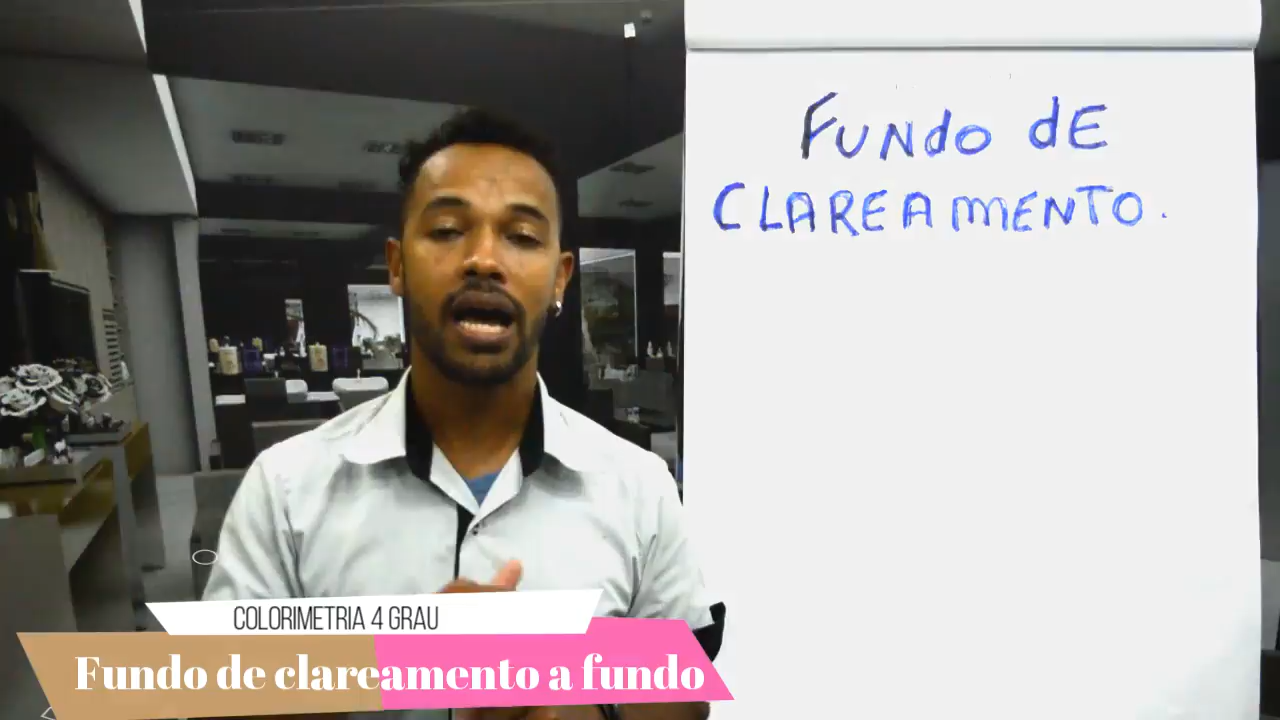 FUNdo dE
CLAREAMENTO.
COLORIMETRIA 4 GRAU
Fundo de clareamento a fundo